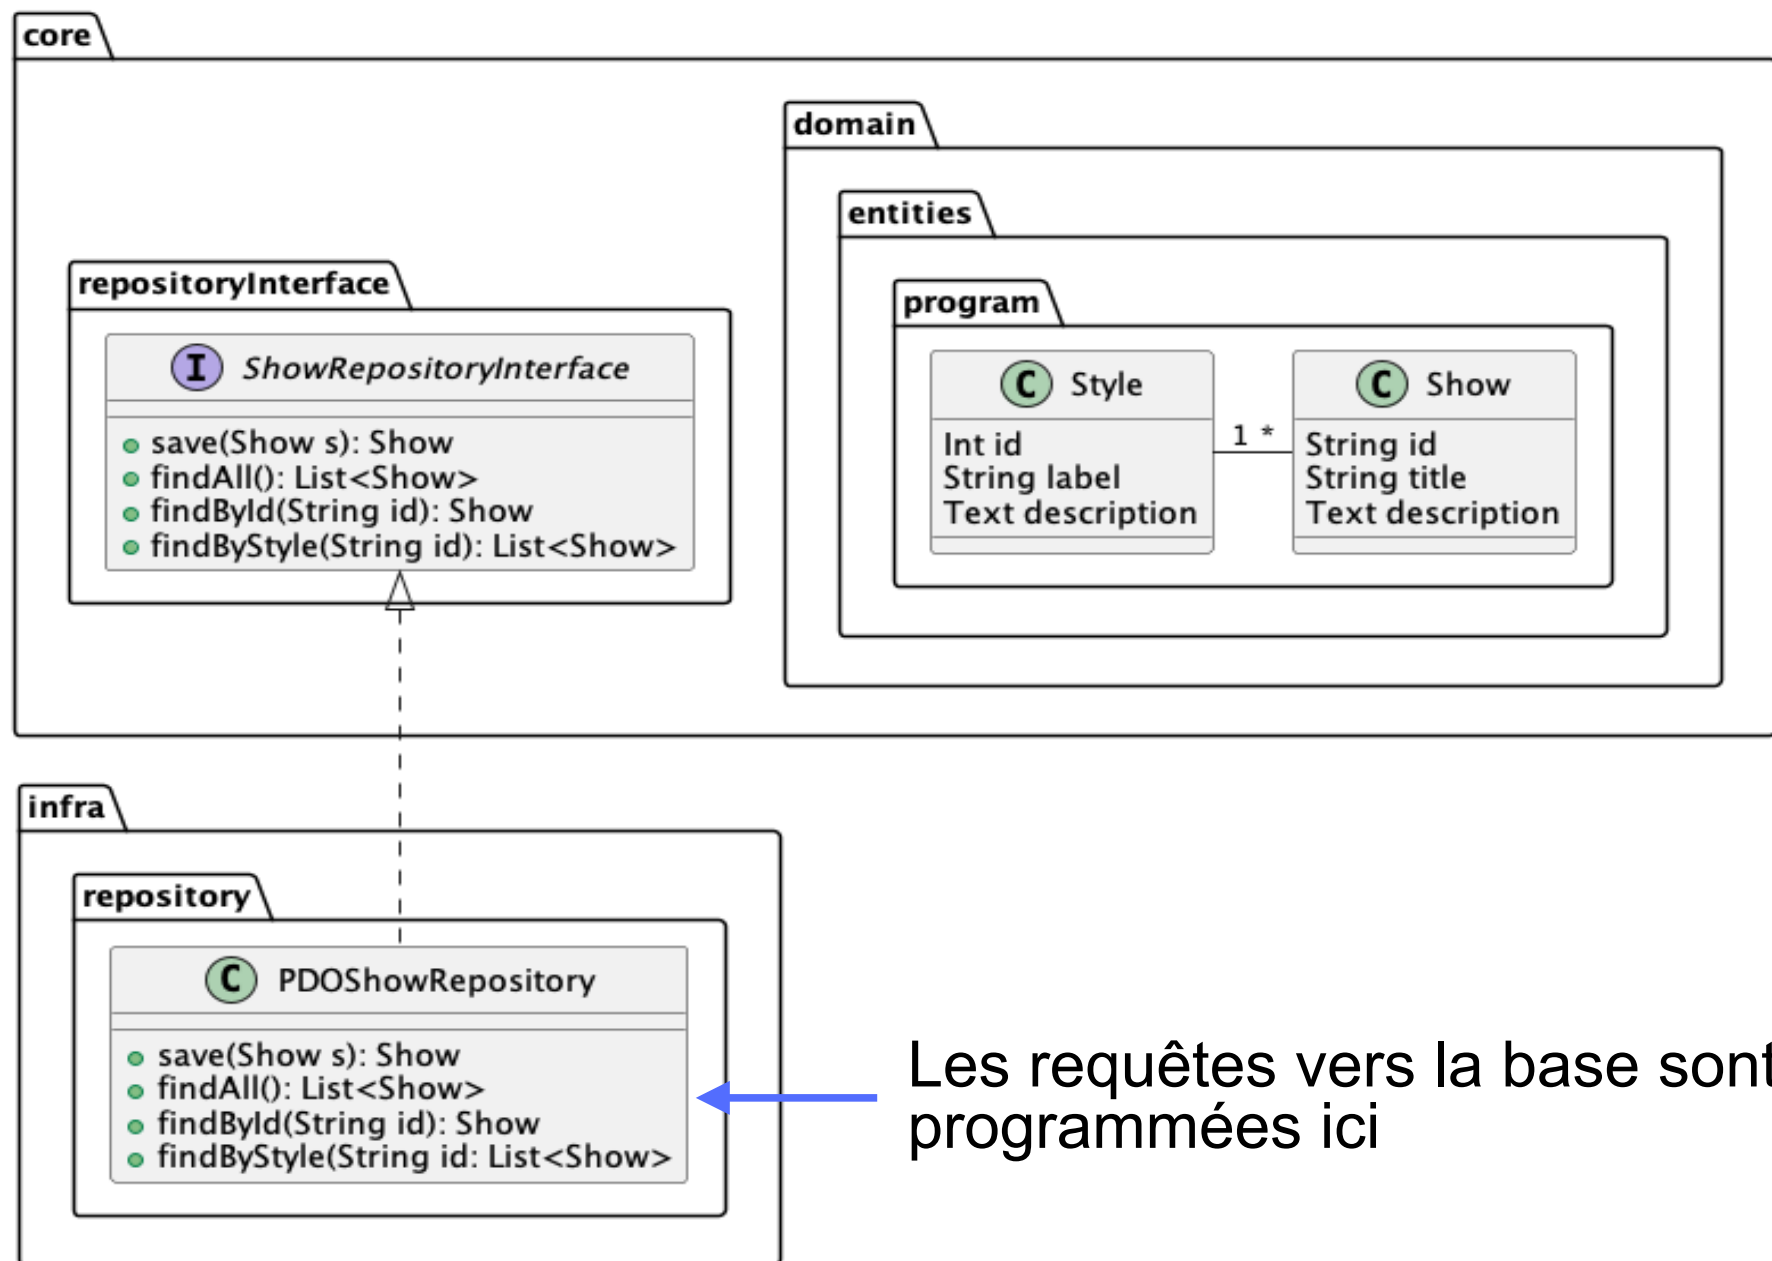 core
domain
entities
repositoryInterface
program
I ShowRepositoryInterface
save(Show s): Show
findAll(): List<Show>
findById(String id): Show
findByStyle(String id): List<Show>
C Style
Int id
String label
Text description
1 *
C Show
String id
String title
Text description
infra
repository
C PDOShowRepository
save(Show s): Show
findAll(): List<Show>
findById(String id): Show
findByStyle(String id: List<Show>
Les requêtes vers la base sont
programmées ici